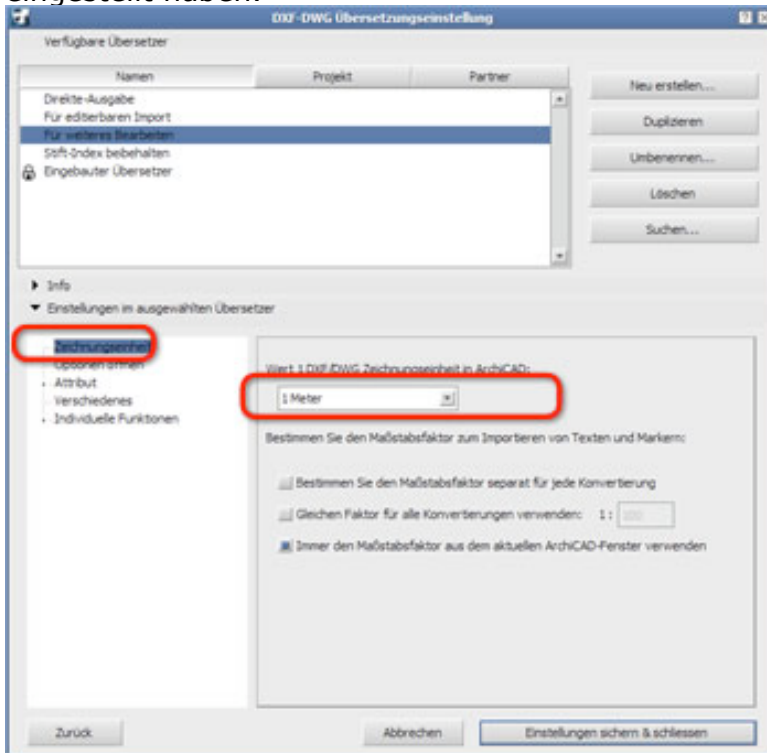 eingestellt haben.
DXF-DWG Übersetzungseinstellung
Verfügbare Übersetzer
Namen Projekt Partner
Neu erstellen...
Direkte-Ausgabe
Für editierbaren Import
Duplizieren
Für weiteres Bearbeiten
Stift-Index beibehalten
Umbenennen...
Eingebauter Übersetzer
Löschen
Suchen...
Info
Einstellungen im ausgewählten Übersetzer
Zeichnungseinheit
Optionen öffnen
Attribut
Verschiedenes
Individuelle Funktionen
Wert 1 DXF/DWG Zeichnungseinheit in ArchiCAD:
1 Meter
Bestimmen Sie den Maßstabsfaktor zum Importieren von Texten und Markern:
Bestimmen Sie den Maßstabsfaktor separat für jede Konvertierung
Gleichen Faktor für alle Konvertierungen verwenden: 1:
Immer den Maßstabsfaktor aus dem aktuellen ArchiCAD-Fenster verwenden
Zurück
Abbrechen
Einstellungen sichern & schliessen